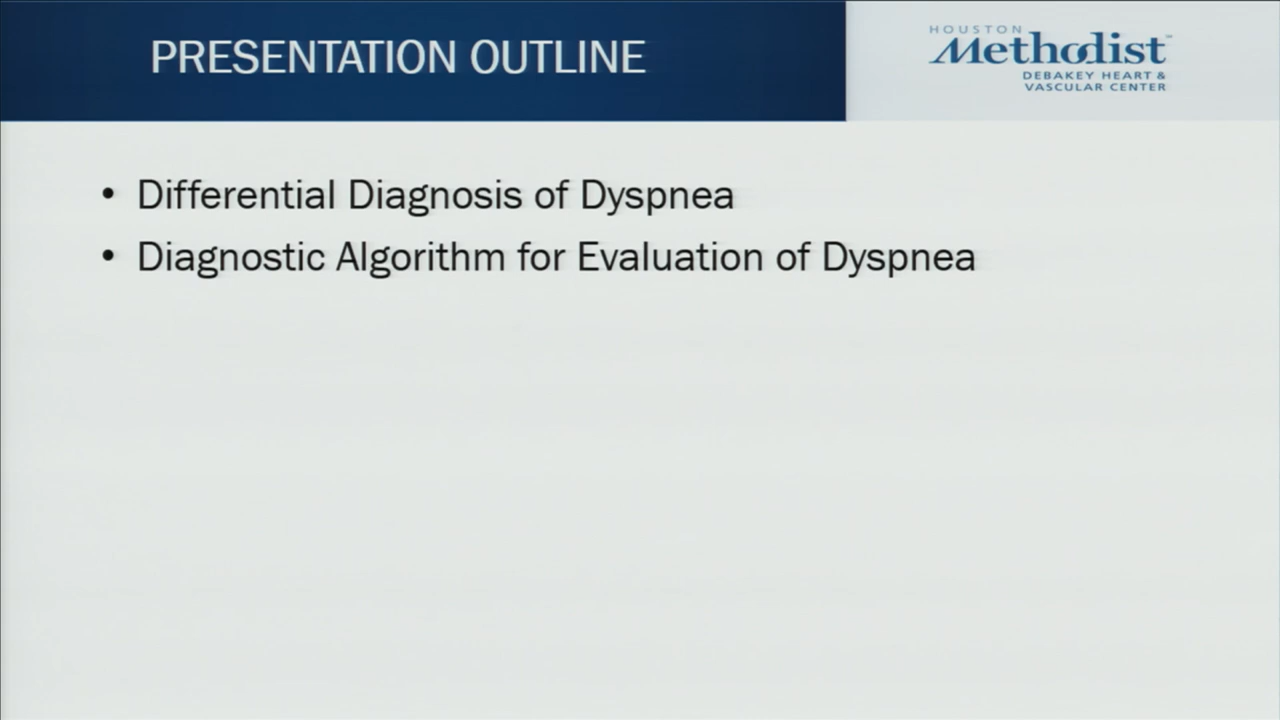 PRESENTATION OUTLINE
HOUSTON
Methodist
DEBAKEY HEART &
VASCULAR CENTER
• Differential Diagnosis of Dyspnea
• Diagnostic Algorithm for Evaluation of Dyspnea